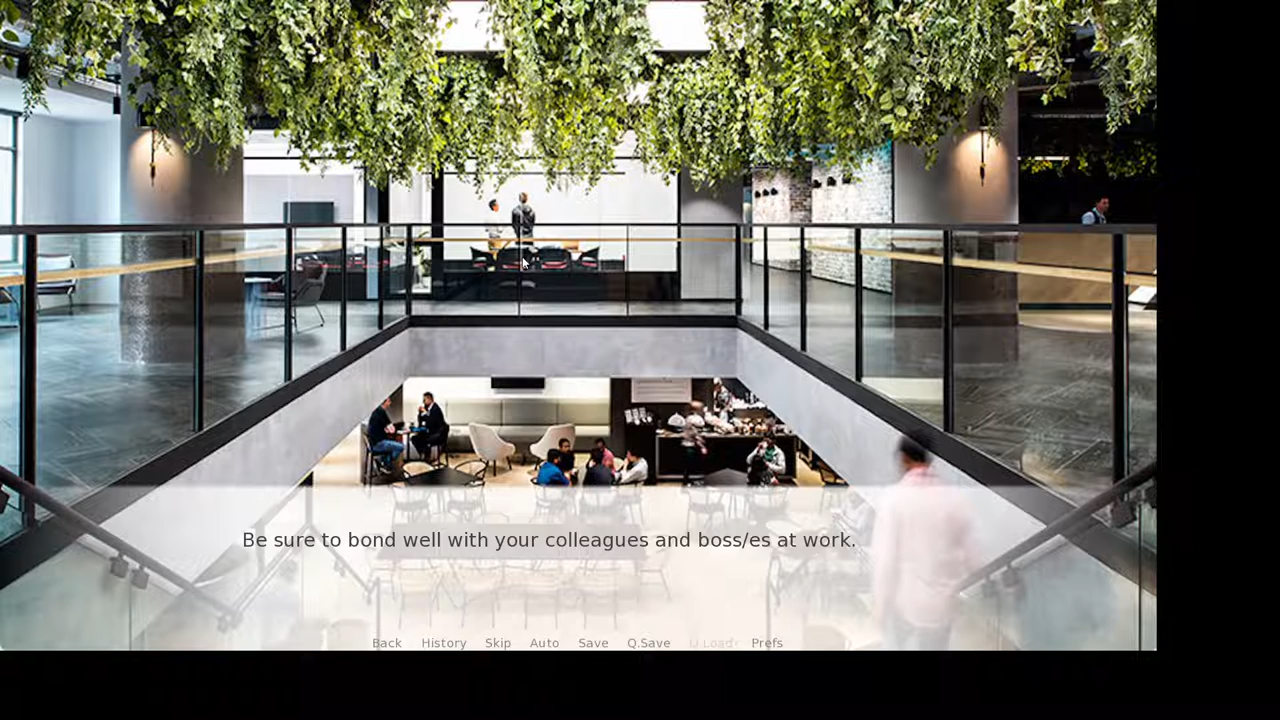 Be sure to bond well with your colleagues and boss/es at work.
Back History Skip Auto Save Q.Save Q.Load Prefs